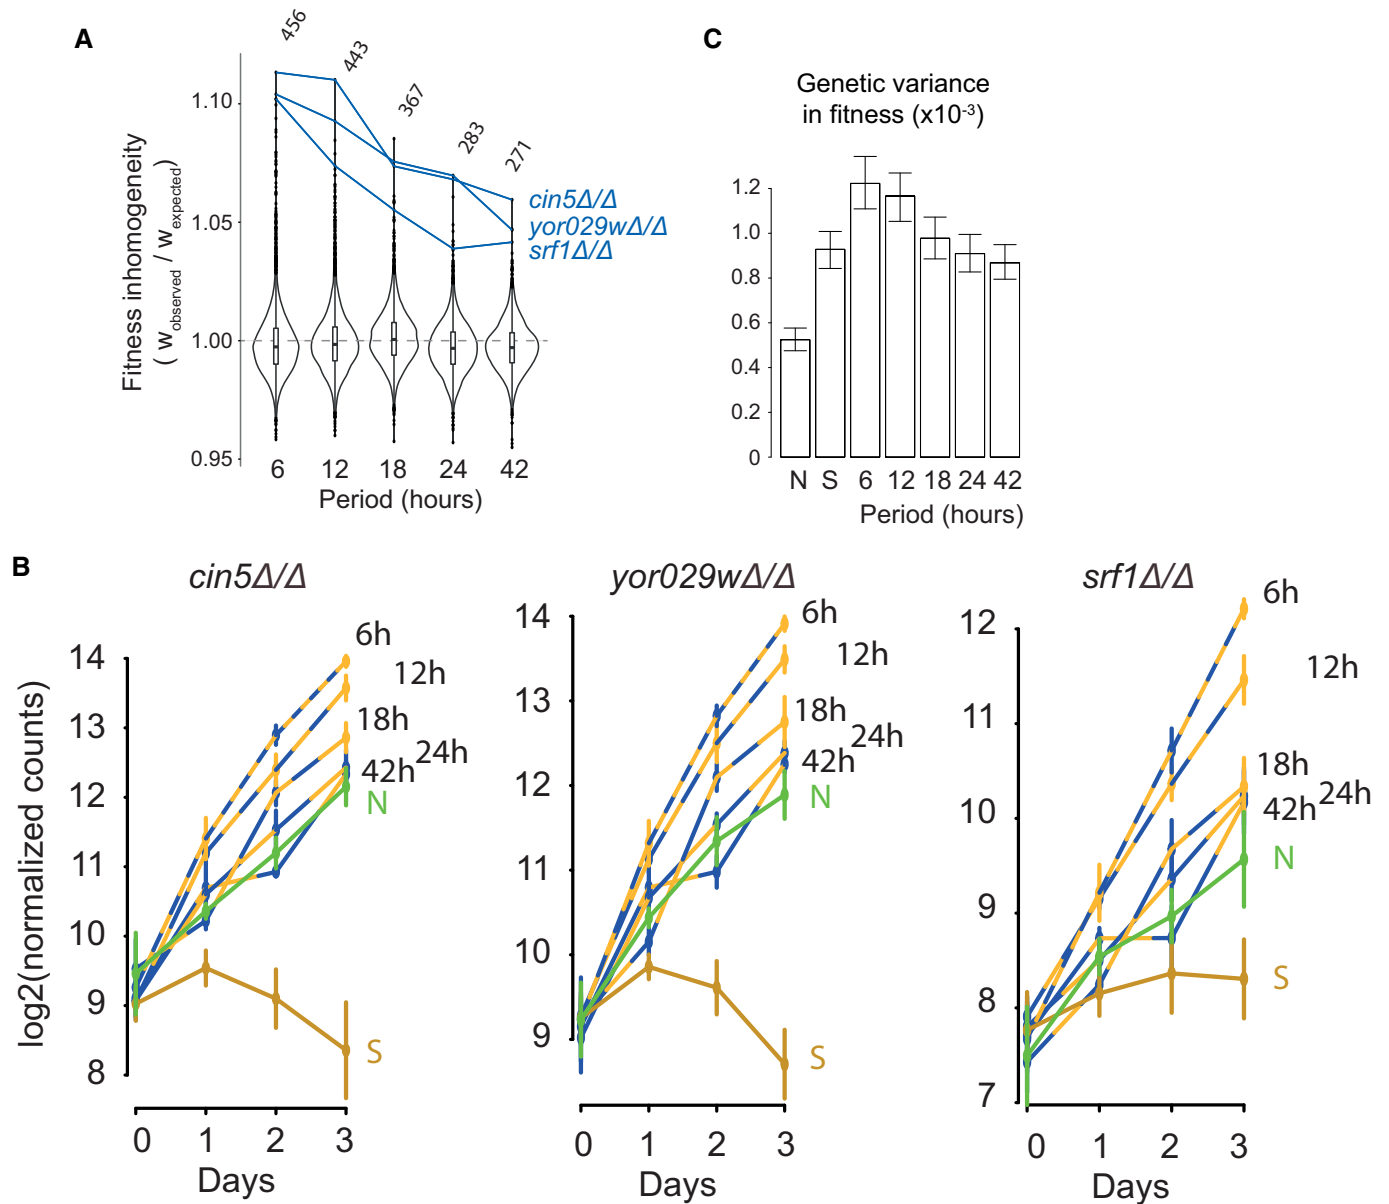 A
456
443
367
283
271
Fitness inhomogeneity
( w observed / w expected )
1.10
1.05
1.00
0.95
cin5Δ/Δ
yor029wΔ/Δ
srf1Δ/Δ
6 12 18 24 42
Period (hours)
C
Genetic variance
in fitness (x10-3)
1.2
1.0
0.8
0.6
0.4
0.2
0
N S 6 12 18 24 42
Period (hours)
B
cin5Δ/Δ
log2(normalized counts)
14
13
12
11
10
9
8
6h
12h
18h
24h
42h
N
S
0 1 2 3
Days
yor029wΔ/Δ
14
13
12
11
10
9
6h
12h
18h
24h
42h
N
S
0 1 2 3
Days
srf1Δ/Δ
12
11
10
9
8
7
6h
12h
18h
24h
42h
N
S
0 1 2 3
Days